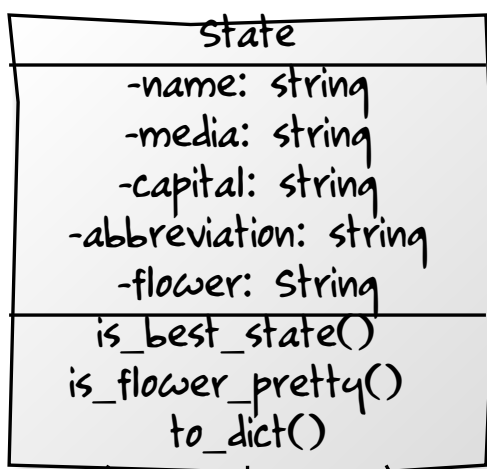 State
-name: string
-media: string
-capital: string
-abbreviation: string
-flower: String
is_best_state()
is_flower_pretty()
to_dict()